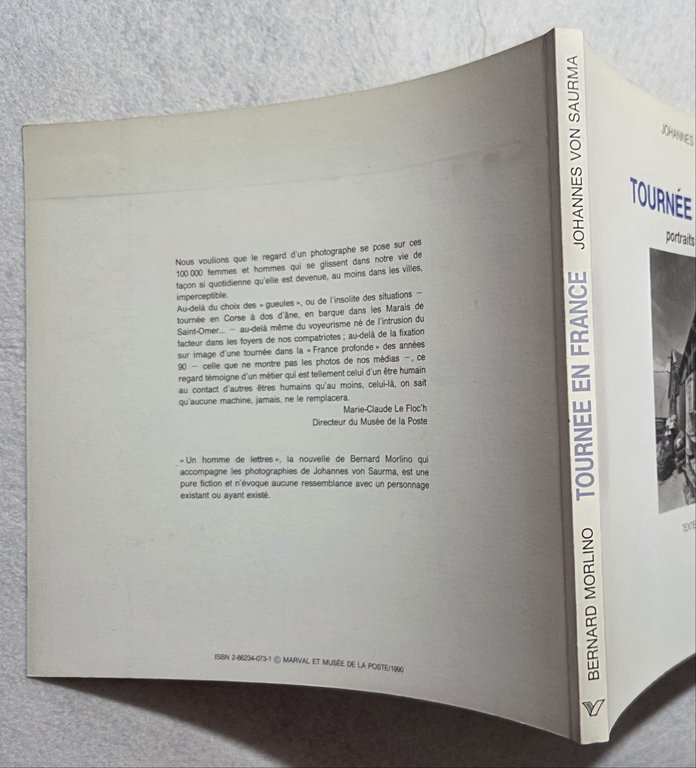 Nous voulions que le regard d'un photographe se pose sur ces
100 000 femmes et hommes qui se glissent dans notre vie de
façon si quotidienne qu'elle est devenue, au moins dans les villes,
imperceptible.
Au-delà du choix des « gueules », ou de l'insolite des situations –
tournée en Corse à dos d'âne, en barque dans les Marais de
Saint-Omer... – au-delà même du voyeurisme né de l'intrusion du
facteur dans les foyers de nos compatriotes ; au-delà de la fixation
sur image d'une tournée dans la « France profonde » des années
90 – celle que ne montre pas les photos de nos médias –, ce
regard témoigne d'un métier qui est tellement celui d'un être humain
au contact d'autres êtres humains qu'au moins, celui-là, on sait
qu'aucune machine, jamais, ne le remplacera.
Marie-Claude Le Floc'h
Directeur du Musée de la Poste
« Un homme de lettres », la nouvelle de Bernard Morlino qui
accompagne les photographies de Johannes von Saurma, est une
pure fiction et n'évoque aucune ressemblance avec un personnage
existant ou ayant existé.
ISBN 2-86234-073-1 © MARVAL ET MUSÉE DE LA POSTE/1990
BERNARD MORLINO TOURNÉE EN FRANCE JOHANNES VON SAURMA
JOHANNES
TOURNÉE
portraits
TEXTE